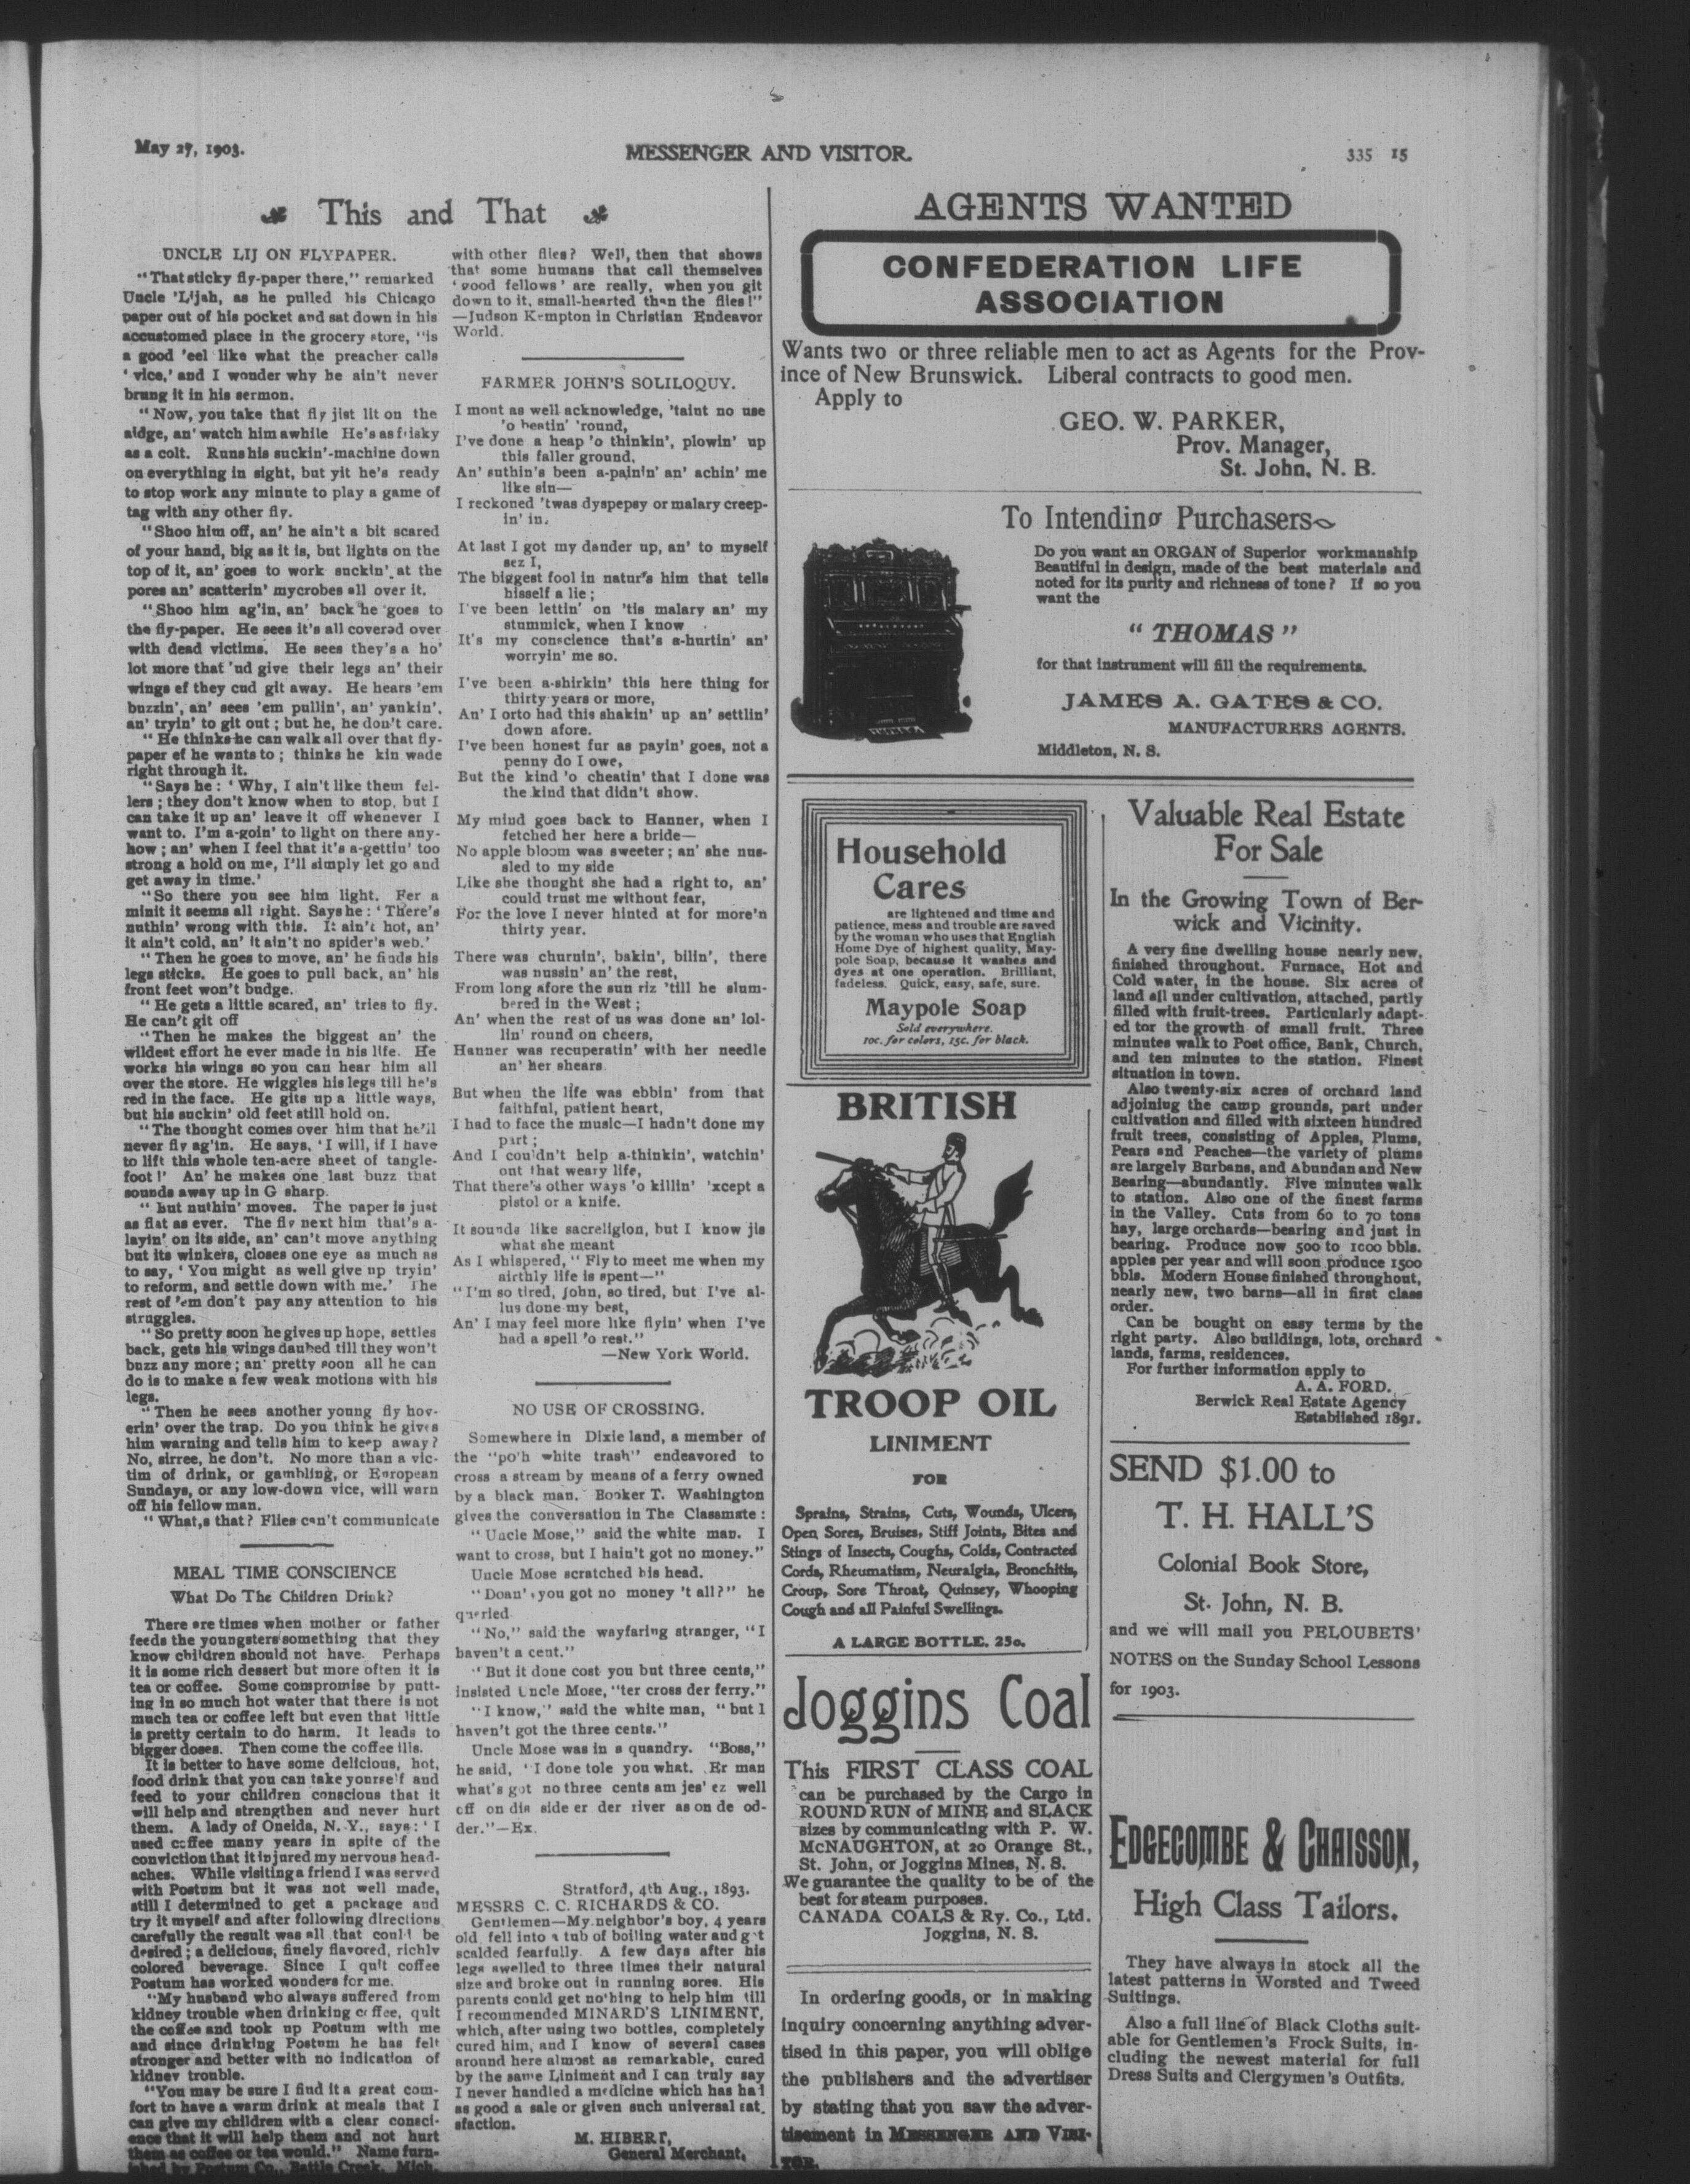 May 27, 1903.
MESSENGER AND VISITOR.
335 15
This and That
UNCLE LIJ ON FLYPAPER.
"That sticky fly-paper there," remarked
Uncle 'Lijah, as he pulled his Chicago
paper out of his pocket and sat down in his
accustomed place in the grocery store, "is
a good 'eel like what the preacher calls
' vice,' and I wonder why he ain't never
brung it in his sermon.
"Now, you take that fly jist lit on the
aidge, an' watch him awhile He's as frisky
as a colt. Runs his suckin'-machine down
on everything in sight, but yit he's ready
to stop work any minute to play a game of
tag with any other fly.
"Shoo him off, an' he ain't a bit scared
of your hand, big as it is, but lights on the
top of it, an' goes to work suckin' at the
pores an' scatterin' mycrobes all over it.
"Shoo him ag'in, an' back he goes to
the fly-paper. He sees it's all covered over
with dead victims. He sees they's a ho'
lot more that 'ud give their legs an' their
wings ef they cud git away. He hears 'em
buzzin', an' sees 'em pullin', an' yankin',
an' tryin' to git out ; but he, he don't care.
" He thinks he can walk all over that fly-
paper ef he wants to ; thinks he kin wade
right through it.
"Says he : ' Why, I ain't like them fel-
lers ; they don't know when to stop, but I
can take it up an' leave it off whenever I
want to. I'm a-goin' to light on there any-
how ; an' when I feel that it's a-gettin' too
strong a hold on me, I'll simply let go and
get away in time.'
"So there you see him light. Fer a
minit it seems all right. Says he : ' There's
nuthin' wrong with this. It ain't hot, an'
it ain't cold, an' it ain't no spider's web.'
"Then he goes to move, an' he finds his
legs sticks. He goes to pull back, an' his
front feet won't budge.
" He gets a little scared, an' tries to fly.
He can't git off
"Then he makes the biggest an' the
wildest effort he ever made in his life. He
works his wings so you can hear him all
over the store. He wiggles his legs till he's
red in the face. He gits up a little ways,
but his suckin' old feet still hold on.
"The thought comes over him that he'll
never fly ag'in. He says, ' I will, if I have
to lift this whole ten-acre sheet of tangle-
foot !' An' he makes one last buzz that
sounds away up in G sharp.
" but nuthin' moves. The paper is just
as flat as ever. The fly next him that's a-
layin' on its side, an' can't move anything
but its winkers, closes one eye as much as
to say, ' You might as well give up tryin'
to reform, and settle down with me.' The
rest of 'em don't pay any attention to his
struggles.
"So pretty soon he gives up hope, settles
back, gets his wings daubed till they won't
buzz any more ; an' pretty soon all he can
do is to make a few weak motions with his
legs.
"Then he sees another young fly hov-
erin' over the trap. Do you think he gives
him warning and tells him to keep away?
No, sirree, he don't. No more than a vic-
tim of drink, or gambling, or European
Sundays, or any low-down vice, will warn
off his fellow man.
" What,s that? Flies can't communicate
MEAL TIME CONSCIENCE
What Do The Children Drink?
There are times when mother or father
feeds the youngsters something that they
know children should not have. Perhaps
it is some rich dessert but more often it is
tea or coffee. Some compromise by putt-
ing in so much hot water that there is not
much tea or coffee left but even that little
is pretty certain to do harm. It leads to
bigger doses. Then come the coffee ills.
It is better to have some delicious, hot,
food drink that you can take yourself and
feed to your children conscious that it
will help and strengthen and never hurt
them. A lady of Oneida, N. Y., says: ' I
used coffee many years in spite of the
conviction that it injured my nervous head-
aches. While visiting a friend I was served
with Postum but it was not well made,
still I determined to get a package and
try it myself and after following directions
carefully the result was all that could be
desired ; a delicious, finely flavored, richly
colored beverage. Since I quit coffee
Postum has worked wonders for me.
"My husband who always suffered from
kidney trouble when drinking coffee, quit
the coffee and took up Postum with me
and since drinking Postum he has felt
stronger and better with no indication of
kidney trouble.
"You may be sure I find it a great com-
fort to have a warm drink at meals that I
can give my children with a clear consci-
ence that it will help them and not hurt
them as coffee or tea would." Name furn-
ished by Postum Co., Battle Creek, Mich.
with other flies? Well, then that shows
that some humans that call themselves
' good fellows ' are really, when you git
down to it, small-hearted than the flies !"
—Judson Kempton in Christian Endeavor
World.
FARMER JOHN'S SOLILOQUY.
I mout as well acknowledge, 'taint no use
'o beatin' 'round,
I've done a heap 'o thinkin', plowin' up
this faller ground,
An' suthin's been a-painin' an' achin' me
like sin—
I reckoned 'twas dyspepsy or malary creep-
in' in.
At last I got my dander up, an' to myself
sez I,
The biggest fool in natur's him that tells
hisself a lie ;
I've been lettin' on 'tis malary an' my
stummick, when I know
It's my conscience that's a-hurtin' an'
worryin' me so.
I've been a-shirkin' this here thing for
thirty years or more,
An' I orto had this shakin' up an' settlin'
down afore.
I've been honest fur as payin' goes, not a
penny do I owe,
But the kind 'o cheatin' that I done was
the kind that didn't show.
My mind goes back to Hanner, when I
fetched her here a bride—
No apple bloom was sweeter ; an' she nus-
sled to my side
Like she thought she had a right to, an'
could trust me without fear,
For the love I never hinted at for more'n
thirty year.
There was churnin', bakin', bilin', there
was nussin' an' the rest,
From long afore the sun riz 'till he slum-
bered in the West ;
An' when the rest of us was done an' lol-
lin' round on cheers,
Hanner was recuperatin' with her needle
an' her shears.
But when the life was ebbin' from that
faithful, patient heart,
I had to face the music—I hadn't done my
part ;
And I couldn't help a-thinkin', watchin'
out that weary life,
That there's other ways 'o killin' 'xcept a
pistol or a knife.
It sounds like sacreligion, but I know jis
what she meant
As I whispered, " Fly to meet me when my
airthly life is spent—"
"I'm so tired, John, so tired, but I've al-
lus done my best,
An' I may feel more like flyin' when I've
had a spell 'o rest."
—New York World.
NO USE OF CROSSING.
Somewhere in Dixie land, a member of
the "po'h white trash" endeavored to
cross a stream by means of a ferry owned
by a black man. Booker T. Washington
gives the conversation in The Classmate :
" Uncle Mose," said the white man. I
want to cross, but I hain't got no money."
Uncle Mose scratched his head.
"Doan' you got no money 't all?" he
queried
"No," said the wayfaring stranger, "I
haven't a cent."
"But it done cost you but three cents,"
insisted Uncle Mose, "ter cross der ferry."
"I know," said the white man, " but I
haven't got the three cents."
Uncle Mose was in a quandry. "Boss,"
he said, "I done tole you what. Er man
what's got no three cents am jes' ez well
off on dis side er der river as on de od-
der."—Ex.
Stratford, 4th Aug., 1893.
MESSRS C. C. RICHARDS & CO.
Gentlemen—My neighbor's boy, 4 years
old fell into a tub of boiling water and got
scalded fearfully. A few days after his
legs swelled to three times their natural
size and broke out in running sores. His
parents could get nothing to help him till
I recommended MINARD'S LINIMENT,
which, after using two bottles, completely
cured him, and I know of several cases
around here almost as remarkable, cured
by the same Liniment and I can truly say
I never handled a medicine which has had
as good a sale or given such universal sat.
sfaction.
M. HIBERT,
General Merchant,
AGENTS WANTED
CONFEDERATION LIFE
ASSOCIATION
Wants two or three reliable men to act as Agents for the Prov-
ince of New Brunswick. Liberal contracts to good men.
Apply to
GEO. W. PARKER,
Prov. Manager,
St. John, N. B.
To Intending Purchasers
Do you want an ORGAN of Superior workmanship
Beautiful in design, made of the best materials and
noted for its purity and richness of tone? If so you
want the
" THOMAS "
for that instrument will fill the requirements.
JAMES A. GATES & CO.
MANUFACTURERS AGENTS.
Middleton, N. S.
Household
Cares
are lightened and time and
patience, mess and trouble are saved
by the woman who uses that English
Home Dye of highest quality, May-
pole Soap, because it washes and
dyes at one operation. Brilliant,
fadeless. Quick, easy, safe, sure.
Maypole Soap
Sold everywhere.
10c. for colors, 15c. for black.
BRITISH
TROOP OIL
LINIMENT
FOR
Sprains, Strains, Cuts, Wounds, Ulcers,
Open Sores, Bruises, Stiff Joints, Bites and
Stings of Insects, Coughs, Colds, Contracted
Cords, Rheumatism, Neuralgia, Bronchitis,
Croup, Sore Throat, Quinsey, Whooping
Cough and all Painful Swellings.
A LARGE BOTTLE, 25c.
Joggins Coal
This FIRST CLASS COAL
can be purchased by the Cargo in
ROUND RUN of MINE and SLACK
sizes by communicating with P. W.
McNAUGHTON, at 20 Orange St.,
St. John, or Joggins Mines, N. S.
We guarantee the quality to be of the
best for steam purposes.
CANADA COALS & Ry. Co., Ltd.
Joggins, N. S.
In ordering goods, or in making
inquiry concerning anything adver-
tised in this paper, you will oblige
the publishers and the advertiser
by stating that you saw the adver-
tisement in MESSENGER AND VISI-
TOR.
Valuable Real Estate
For Sale
In the Growing Town of Ber-
wick and Vicinity.
A very fine dwelling house nearly new,
finished throughout. Furnace, Hot and
Cold water, in the house. Six acres of
land all under cultivation, attached, partly
filled with fruit-trees. Particularly adapt-
ed tor the growth of small fruit. Three
minutes walk to Post office, Bank, Church,
and ten minutes to the station. Finest
situation in town.
Also twenty-six acres of orchard land
adjoining the camp grounds, part under
cultivation and filled with sixteen hundred
fruit trees, consisting of Apples, Plums,
Pears and Peaches—the variety of plums
are largely Burbans, and Abundan and New
Bearing—abundantly. Five minutes walk
to station. Also one of the finest farms
in the Valley. Cuts from 60 to 70 tons
hay, large orchards—bearing and just in
bearing. Produce now 500 to 1000 bbls.
apples per year and will soon produce 1500
bbls. Modern House finished throughout,
nearly new, two barns—all in first class
order.
Can be bought on easy terms by the
right party. Also buildings, lots, orchard
lands, farms, residences.
For further information apply to
A. A. FORD.
Berwick Real Estate Agency
Established 1891.
SEND $1.00 to
T. H. HALL'S
Colonial Book Store,
St. John, N. B.
and we will mail you PELOUBETS'
NOTES on the Sunday School Lessons
for 1903.
EDGECOMBE & CHAISSON,
High Class Tailors.
They have always in stock all the
latest patterns in Worsted and Tweed
Suitings.
Also a full line of Black Cloths suit-
able for Gentlemen's Frock Suits, in-
cluding the newest material for full
Dress Suits and Clergymen's Outfits.